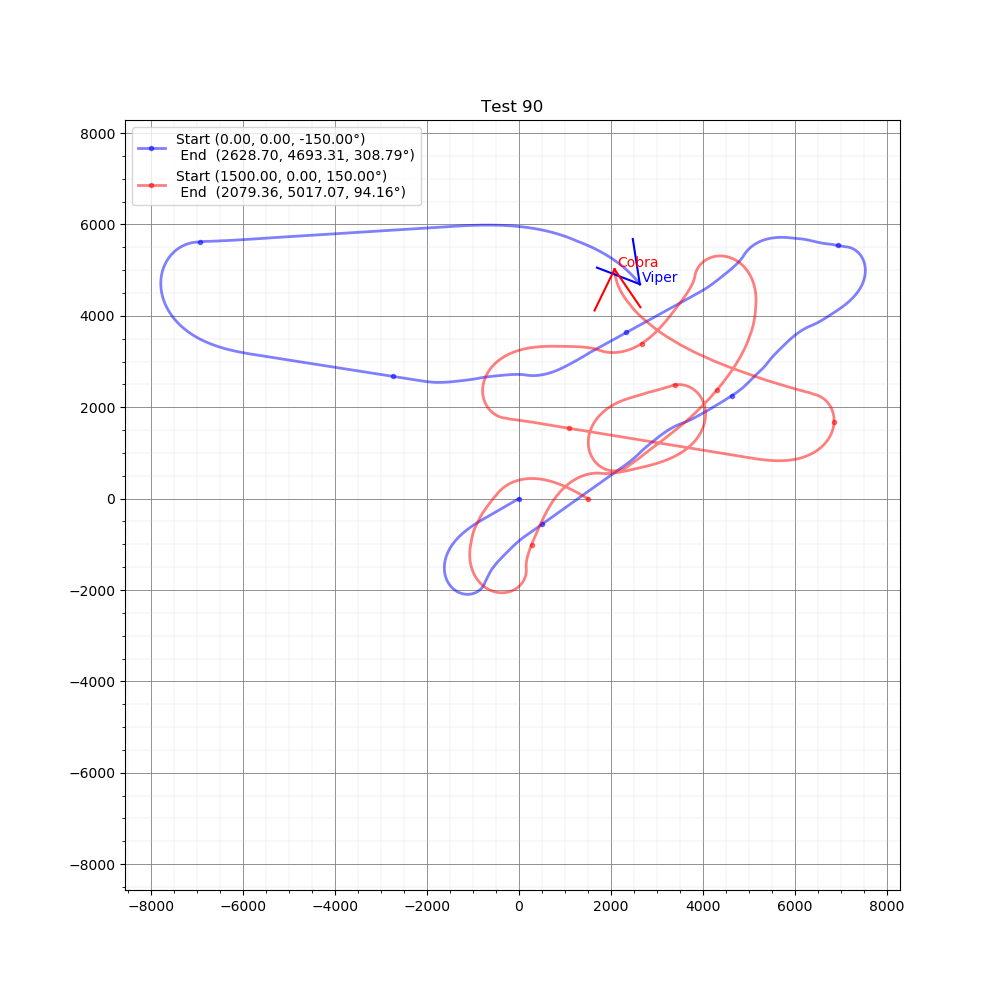 Test 90
Start (0.00, 0.00, -150.00°)
End  (2628.70, 4693.31, 308.79°)
Start (1500.00, 0.00, 150.00°)
End  (2079.36, 5017.07, 94.16°)
8000
6000
4000
2000
0
−2000
−4000
−6000
−8000
Cobra
Viper
−8000 −6000 −4000 −2000 0 2000 4000 6000 8000